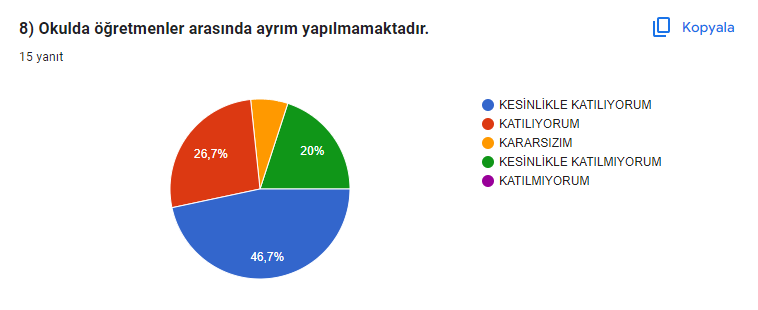 8) Okulda öğretmenler arasında ayrım yapılmamaktadır.
Kopyala
15 yanıt
KESİNLİKLE KATILIYORUM
KATILIYORUM
KARARSIZIM
KESİNLİKLE KATILMIYORUM
KATILMIYORUM
26,7%
20%
46,7%